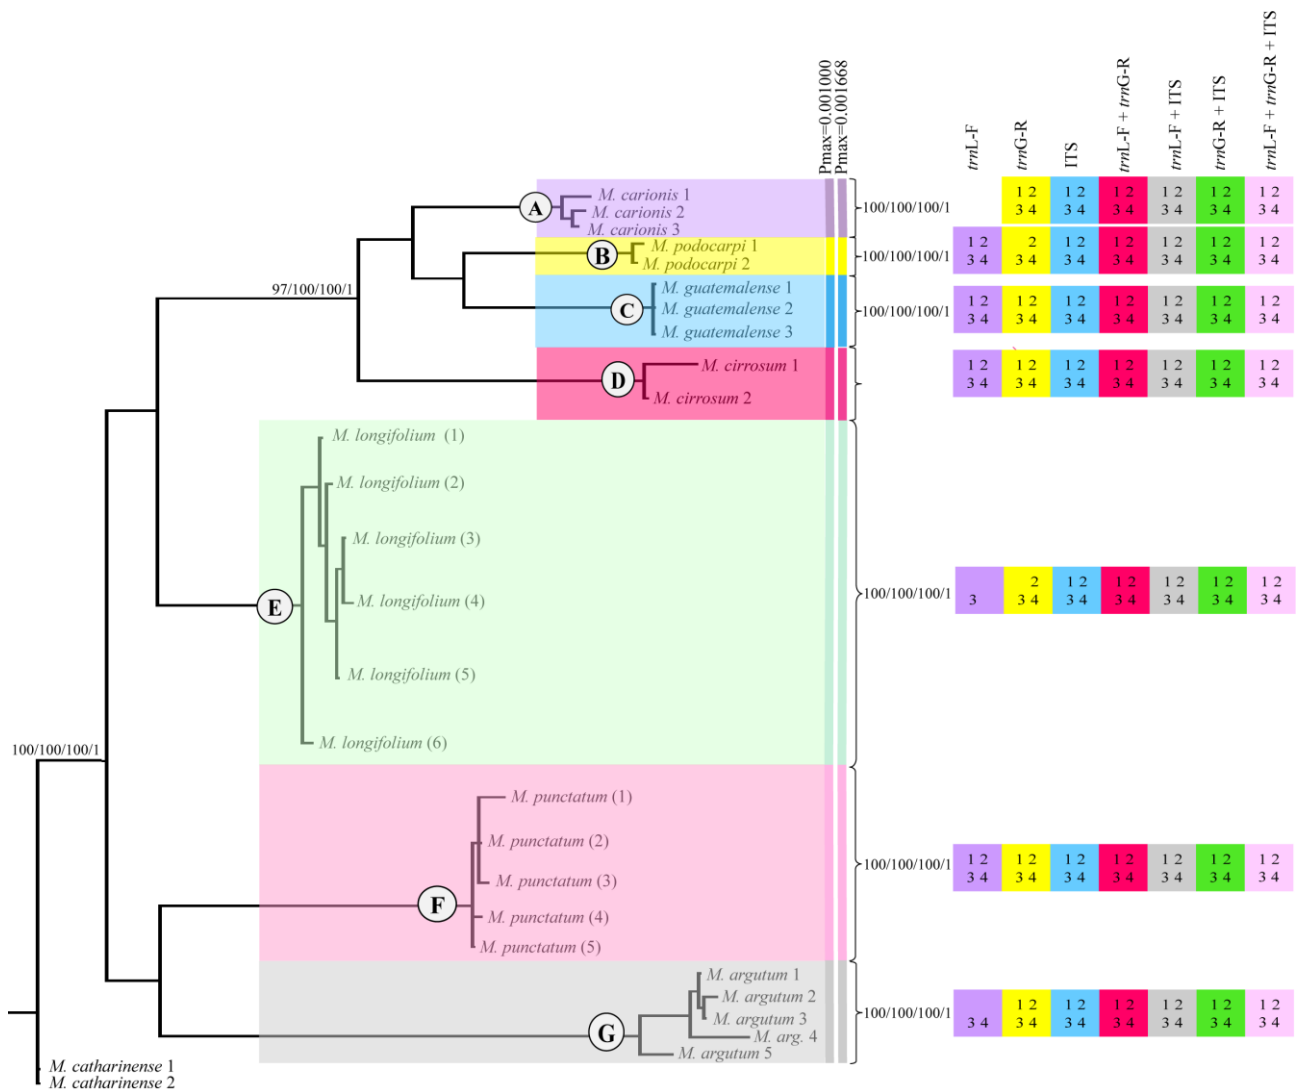 Pmax=0.001000
Pmax=0.001668
trnL-F
trnG-R
ITS
trnL-F + trnG-R
trnL-F + ITS
trnG-R + ITS
trnL-F + trnG-R + ITS
A
M. carionis 1
M. carionis 2
M. carionis 3
100/100/100/1
1 2 1 2 1 2 1 2 1 2 1 2
3 4 3 4 3 4 3 4 3 4 3 4
B
M. podocarpi 1
M. podocarpi 2
100/100/100/1
1 2 2 1 2 1 2 1 2 1 2 1 2
3 4 3 4 3 4 3 4 3 4 3 4 3 4
97/100/100/1
C
M. guatemalense 1
M. guatemalense 2
M. guatemalense 3
100/100/100/1
1 2 1 2 1 2 1 2 1 2 1 2 1 2
3 4 3 4 3 4 3 4 3 4 3 4 3 4
D
M. cirrosum 1
M. cirrosum 2
1 2 1 2 1 2 1 2 1 2 1 2 1 2
3 4 3 4 3 4 3 4 3 4 3 4 3 4
E
M. longifolium (1)
M. longifolium (2)
M. longifolium (3)
M. longifolium (4)
M. longifolium (5)
M. longifolium (6)
100/100/100/1
2 1 2 1 2 1 2 1 2 1 2
3 3 4 3 4 3 4 3 4 3 4 3 4
100/100/100/1
F
M. punctatum (1)
M. punctatum (2)
M. punctatum (3)
M. punctatum (4)
M. punctatum (5)
100/100/100/1
1 2 1 2 1 2 1 2 1 2 1 2 1 2
3 4 3 4 3 4 3 4 3 4 3 4 3 4
G
M. argutum 1
M. argutum 2
M. argutum 3
M. arg. 4
M. argutum 5
100/100/100/1
1 2 1 2 1 2 1 2 1 2 1 2
3 4 3 4 3 4 3 4 3 4 3 4 3 4
M. catharinense 1
M. catharinense 2